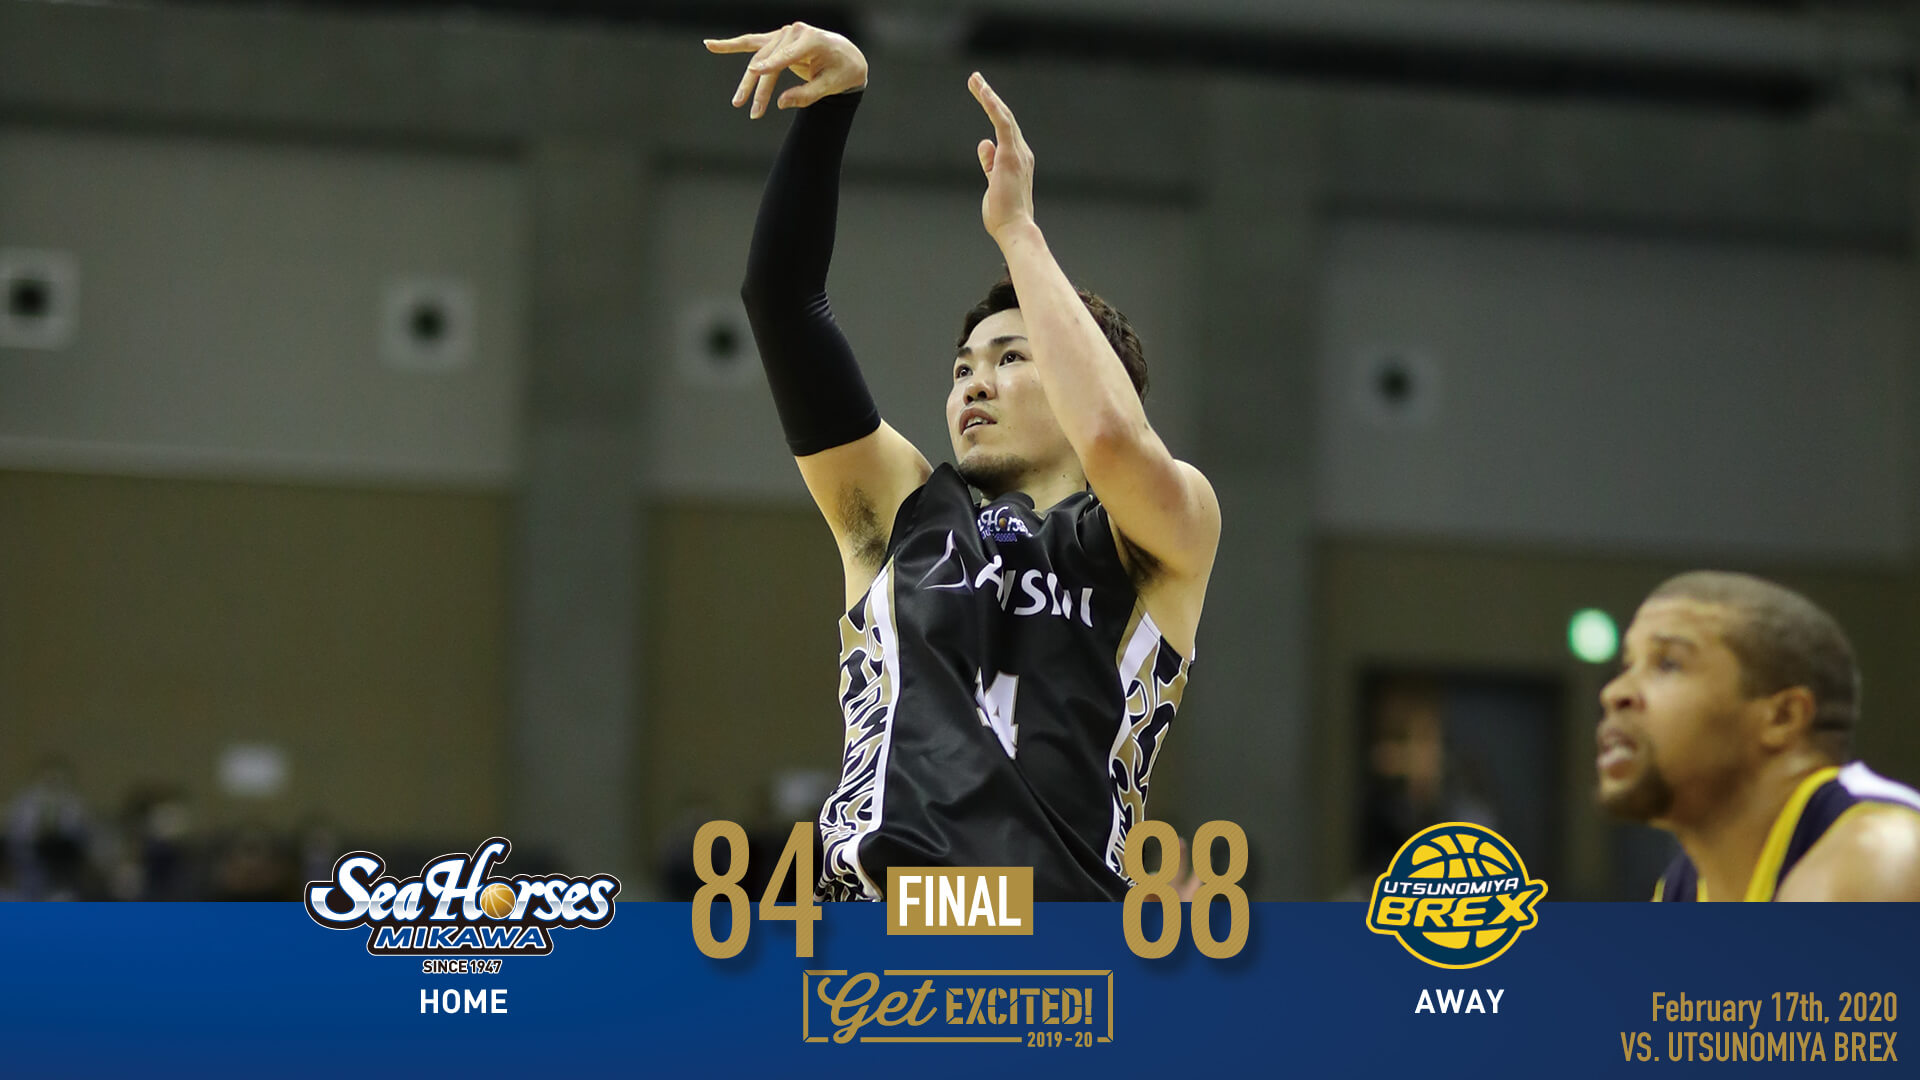 14
84
FINAL
88
SeaHorses
MIKAWA
SINCE 1947
HOME
UTSUNOMIYA
BREX
AWAY
Get EXCITED!
2019-20
February 17th, 2020
VS. UTSUNOMIYA BREX